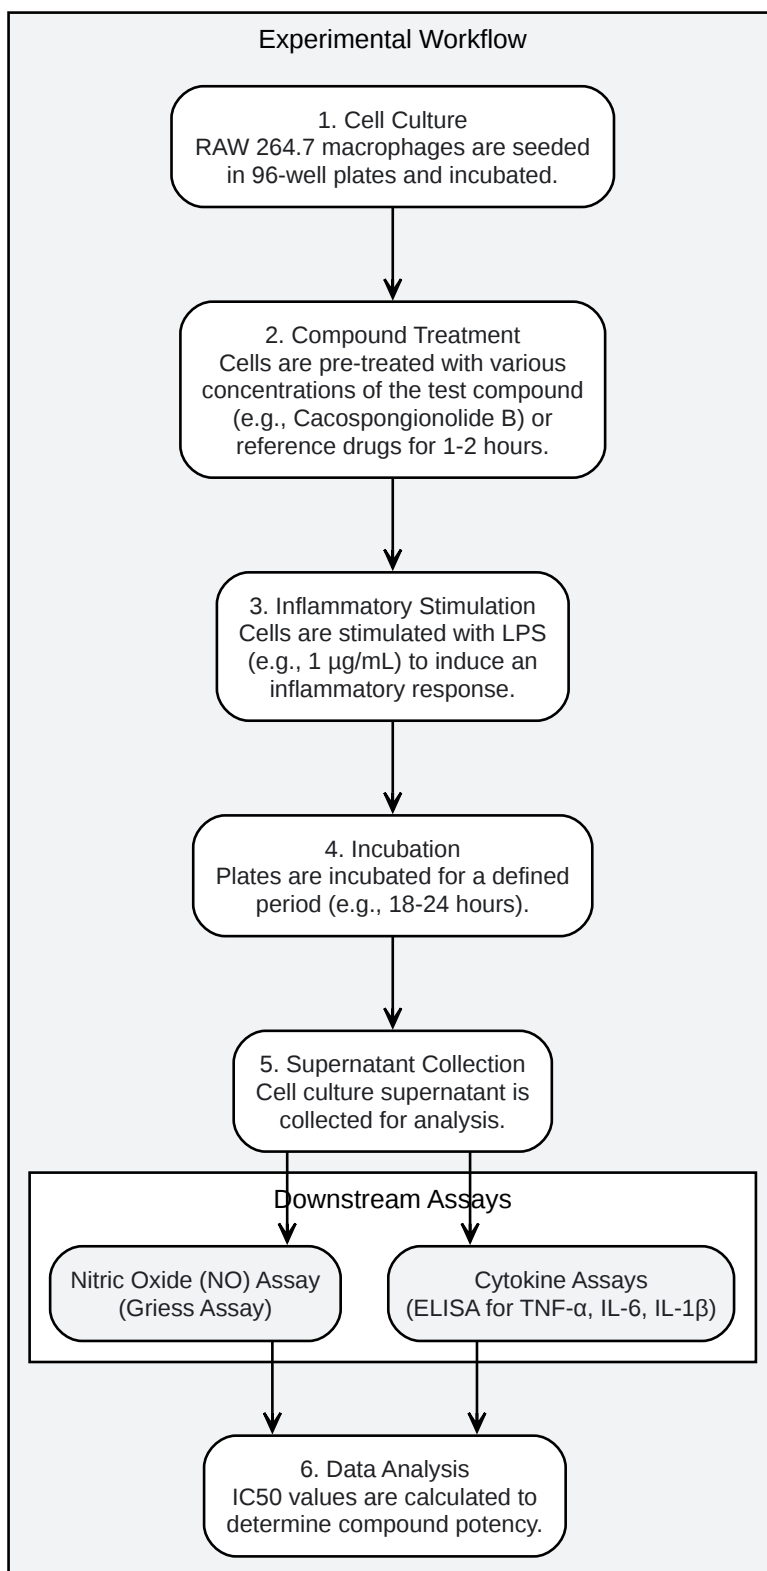 Experimental Workflow
1. Cell Culture
RAW 264.7 macrophages are seeded
in 96-well plates and incubated.
2. Compound Treatment
Cells are pre-treated with various
concentrations of the test compound
(e.g., Cacospongionolide B) or
reference drugs for 1-2 hours.
3. Inflammatory Stimulation
Cells are stimulated with LPS
(e.g., 1 µg/mL) to induce an
inflammatory response.
4. Incubation
Plates are incubated for a defined
period (e.g., 18-24 hours).
5. Supernatant Collection
Cell culture supernatant is
collected for analysis.
Downstream Assays
Nitric Oxide (NO) Assay
(Griess Assay)
Cytokine Assays
(ELISA for TNF-α, IL-6, IL-1β)
6. Data Analysis
IC50 values are calculated to
determine compound potency.